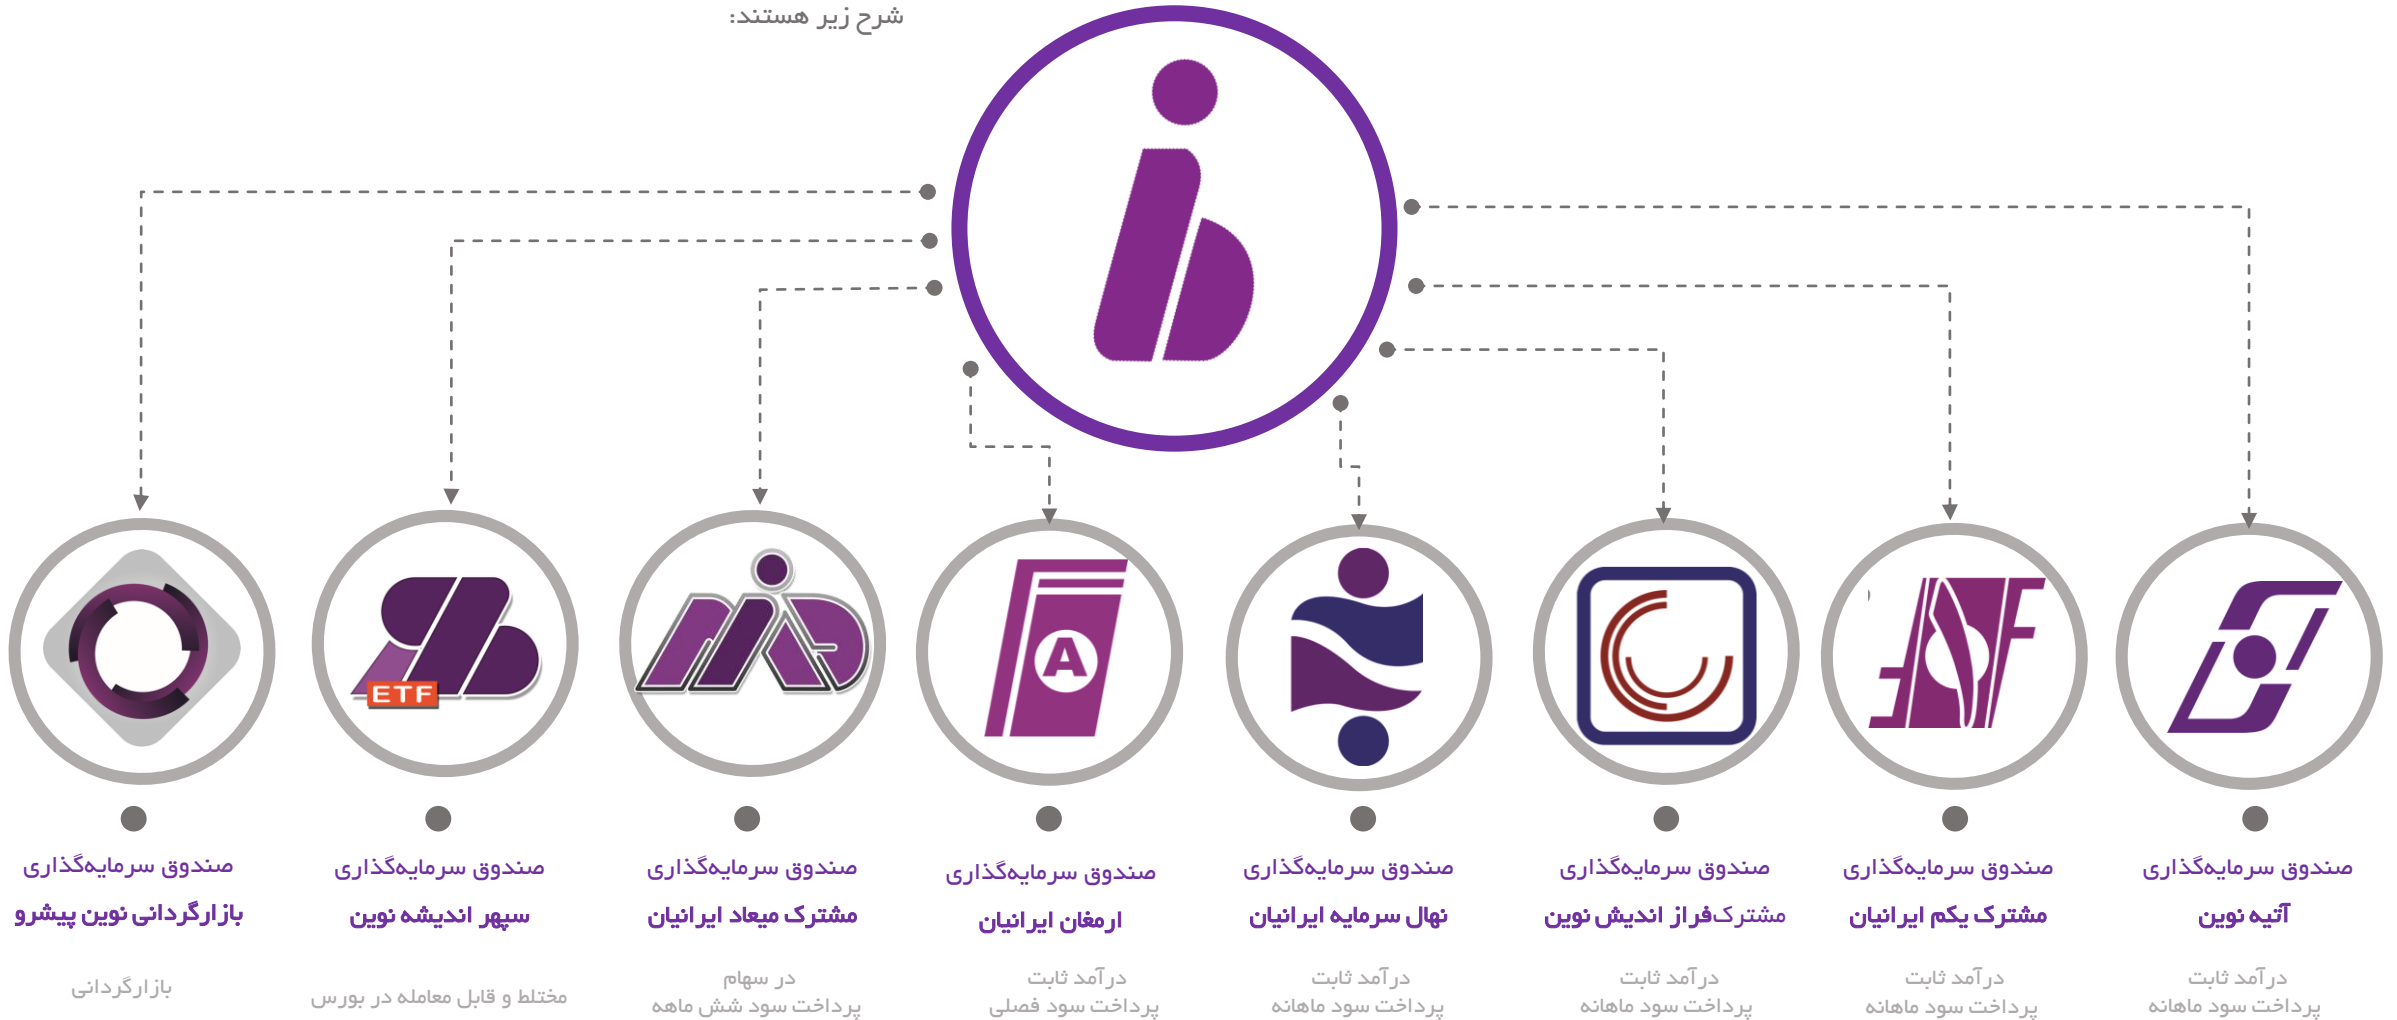 شرح زیر هستند:
صندوق سرمایه‌گذاری
آتیه نوین
درآمد ثابت
پرداخت سود ماهانه
صندوق سرمایه‌گذاری
مشترک یکم ایرانیان
درآمد ثابت
پرداخت سود ماهانه
صندوق سرمایه‌گذاری
مشترک فراز اندیش نوین
درآمد ثابت
پرداخت سود ماهانه
صندوق سرمایه‌گذاری
نهال سرمایه ایرانیان
درآمد ثابت
پرداخت سود ماهانه
A
صندوق سرمایه‌گذاری
ارمغان ایرانیان
درآمد ثابت
پرداخت سود فصلی
صندوق سرمایه‌گذاری
مشترک میعاد ایرانیان
در سهام
پرداخت سود شش ماهه
ETF
صندوق سرمایه‌گذاری
سپهر اندیشه نوین
مختلط و قابل معامله در بورس
صندوق سرمایه‌گذاری
بازارگردانی نوین پیشرو
بازارگردانی